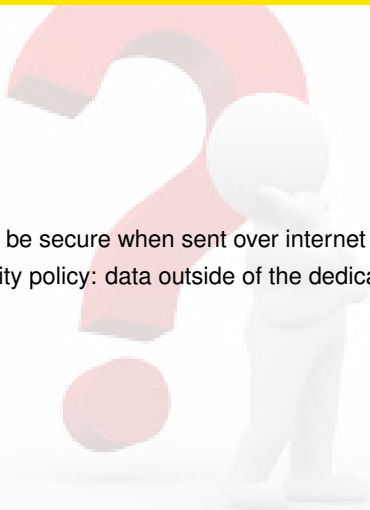 be secure when sent over internet
ity policy: data outside of the dedica